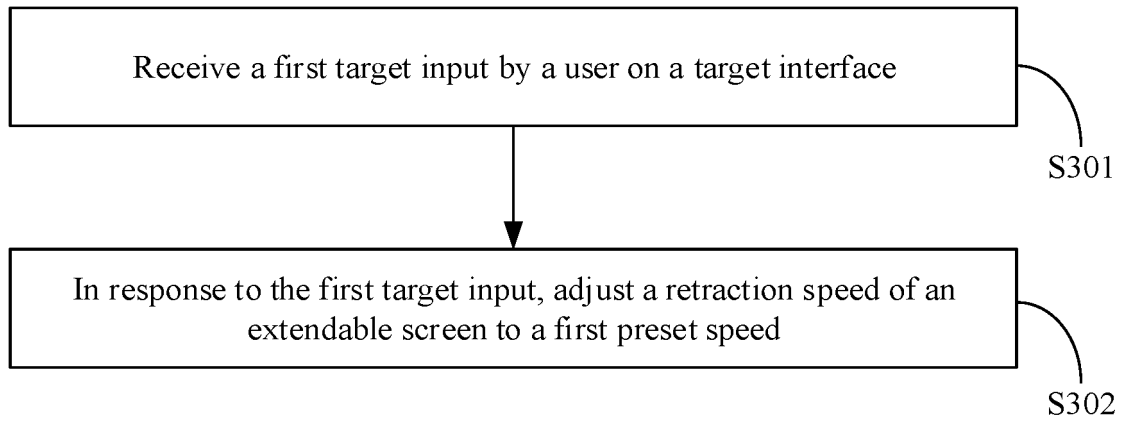 Receive a first target input by a user on a target interface
S301
In response to the first target input, adjust a retraction speed of an
extendable screen to a first preset speed
S302